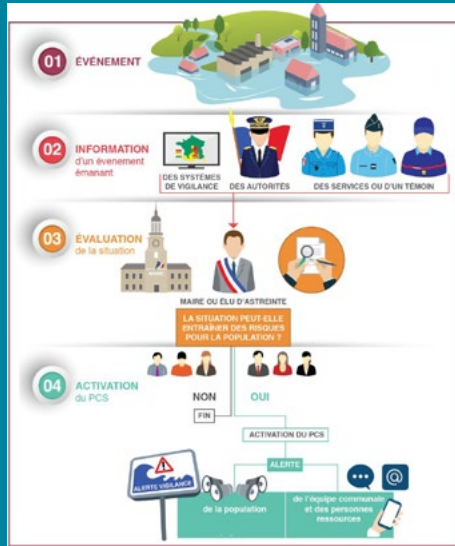 01
ÉVÉNEMENT
02
INFORMATION
d'un évenement
émanant
DES SYSTÈMES
DE VIGILANCE
DES AUTORITÉS
DES SERVICES OU D'UN TÉMOIN
03
ÉVALUATION
de la situation
MAIRIE
MAIRE OU ÉLU D'ASTREINTE
LA SITUATION PEUT-ELLE
ENTRAÎNER DES RISQUES
POUR LA POPULATION ?
04
ACTIVATION
du PCS
NON
OUI
FIN
ACTIVATION DU PCS
ALERTE
ALERTE VIGILANCE
@
de la population
de l'équipe communale
et des personnes
ressources